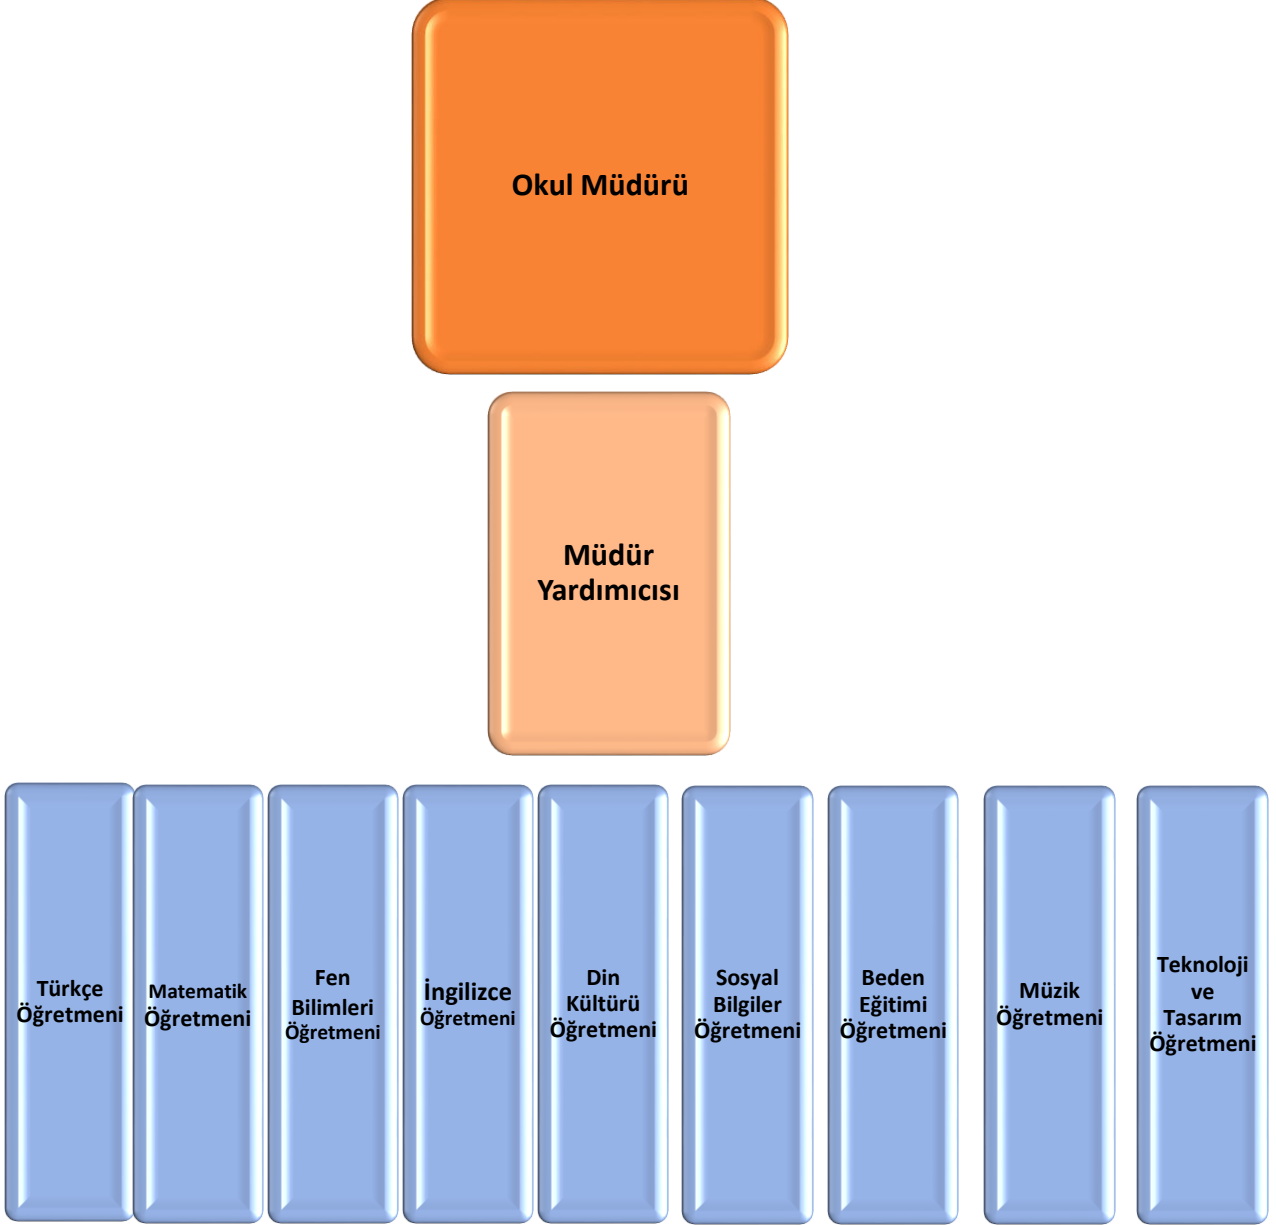 Okul Müdürü
Müdür
Yardımıcısı
Türkçe
Öğretmeni
Matematik
Öğretmeni
Fen
Bilimleri
Öğretmeni
İngilizce
Öğretmeni
Din
Kültürü
Öğretmeni
Sosyal
Bilgiler
Öğretmeni
Beden
Eğitimi
Öğretmeni
Müzik
Öğretmeni
Teknoloji
ve
Tasarım
Öğretmeni